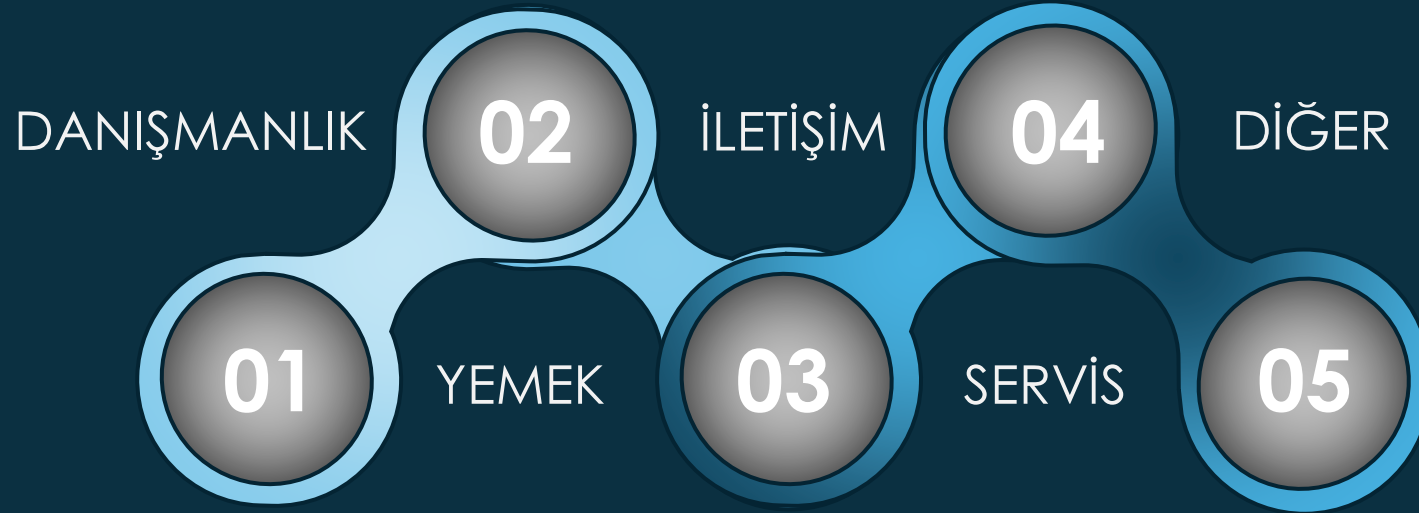 DANIŞMANLIK
01
02
YEMEK
İLETİŞİM
03
04
SERVİS
DİĞER
05